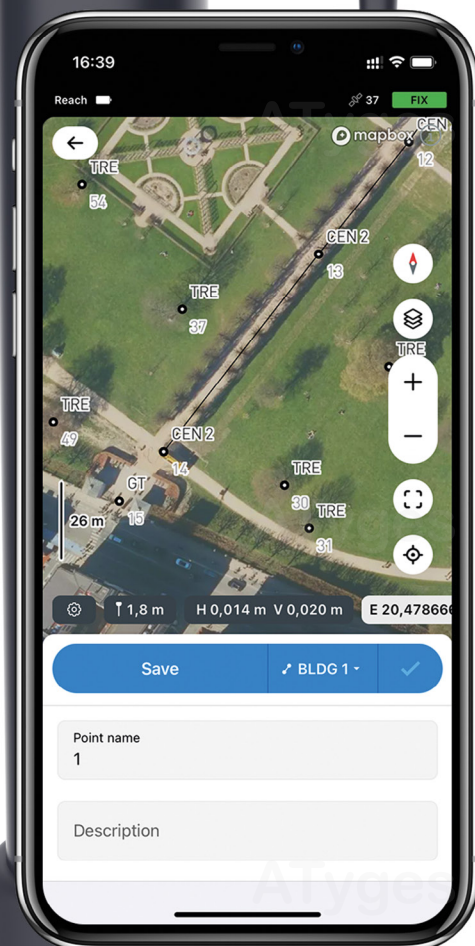 16:39
Reach
37
FIX
mapbox
CEN
12
TRE
54
CEN 2
13
TRE
37
TRE
TRE
49
CEN 2
14
GT
15
TRE
30
TRE
31
26 m
1,8 m
H 0,014 m V 0,020 m
E 20,478666
Save
BLDG 1
Point name
1
Description
ATyges